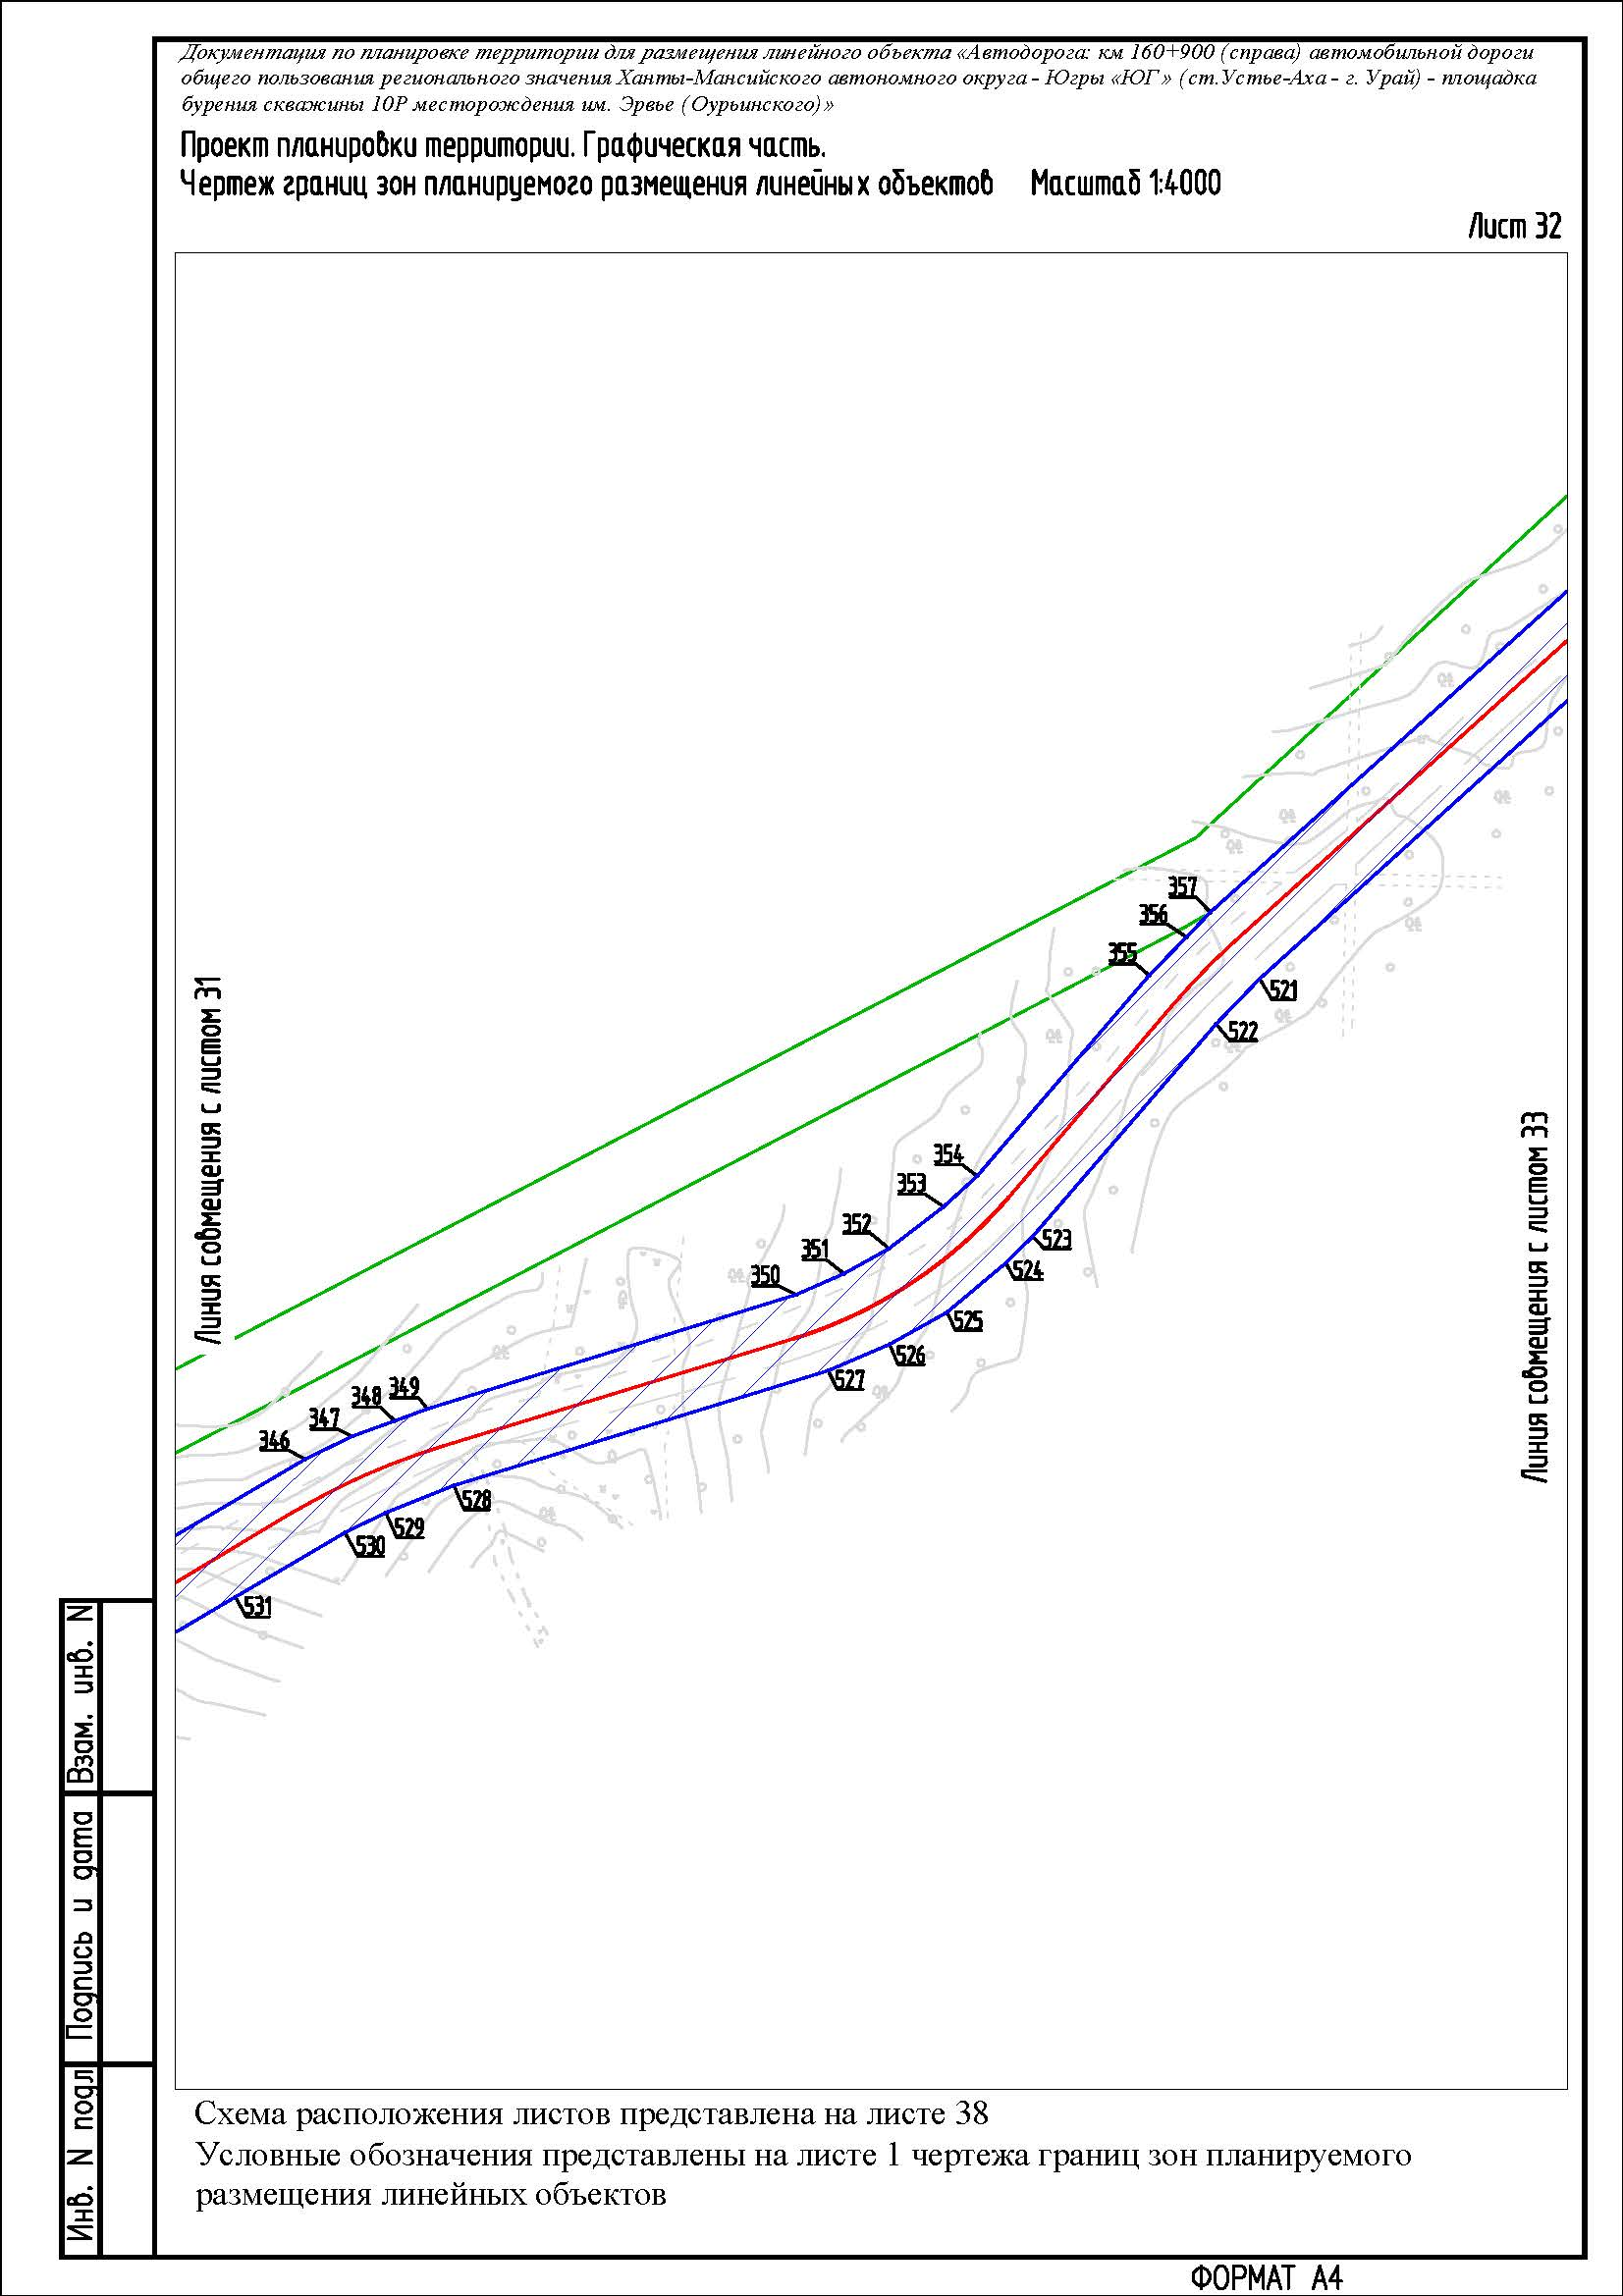 Документация по планировке территории для размещения линейного объекта «Автодорога: км 160+900 (справа) автомобильной дороги
общего пользования регионального значения Ханты-Мансийского автономного округа - Югры «ЮГ» (ст.Устье-Аха - г. Урай) - площадка
бурения скважины 10Р месторождения им. Эрвье (Оурьинского)»
Проект планировки территории. Графическая часть.
Чертеж границ зон планируемого размещения линейных объектов Масштаб 1:4000
Лист 32
357
356
355
521
522
Линия совмещения с листом 31
354
353
352
351
350
523
524
525
526
527
Линия совмещения с листом 33
349
348
347
346
528
529
530
531
Взам. инв. N
Подпись и дата
Инв. N подл
Схема расположения листов представлена на листе 38
Условные обозначения представлены на листе 1 чертежа границ зон планируемого
размещения линейных объектов
ФОРМАТ А4